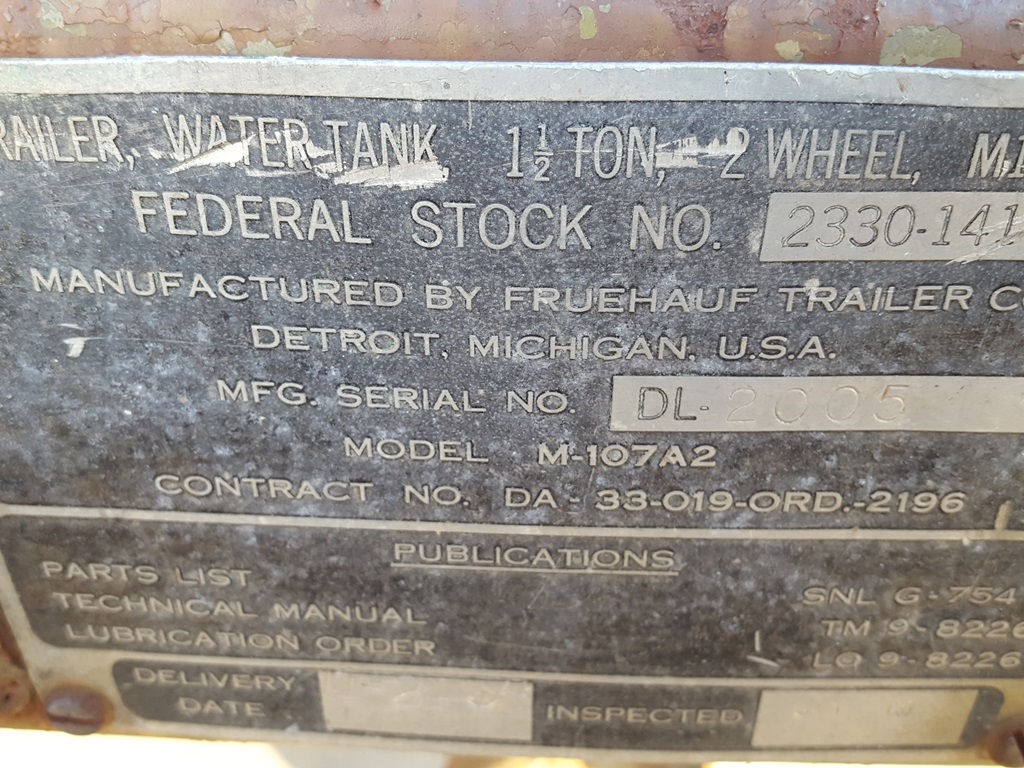 RAILER, WATER TANK, 1½ TON, 2 WHEEL, MI
FEDERAL STOCK NO. 2330-141
MANUFACTURED BY FRUEHAUF TRAILER CO
DETROIT, MICHIGAN, U.S.A.
MFG. SERIAL NO. DL-2005
MODEL M-107A2
CONTRACT NO. DA-33-019-ORD.-2196
PUBLICATIONS
PARTS LIST SNL G-754
TECHNICAL MANUAL TM 9-8226
LUBRICATION ORDER LO 9-8226
DELIVERY
DATE INSPECTED